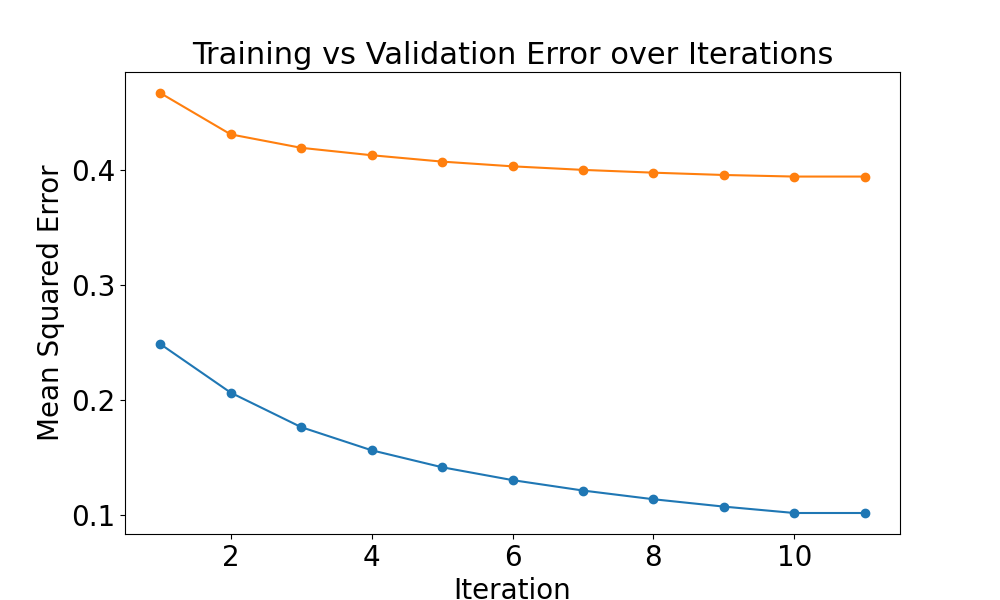 Training vs Validation Error over Iterations
Mean Squared Error
0.4
0.3
0.2
0.1
2 4 6 8 10
Iteration